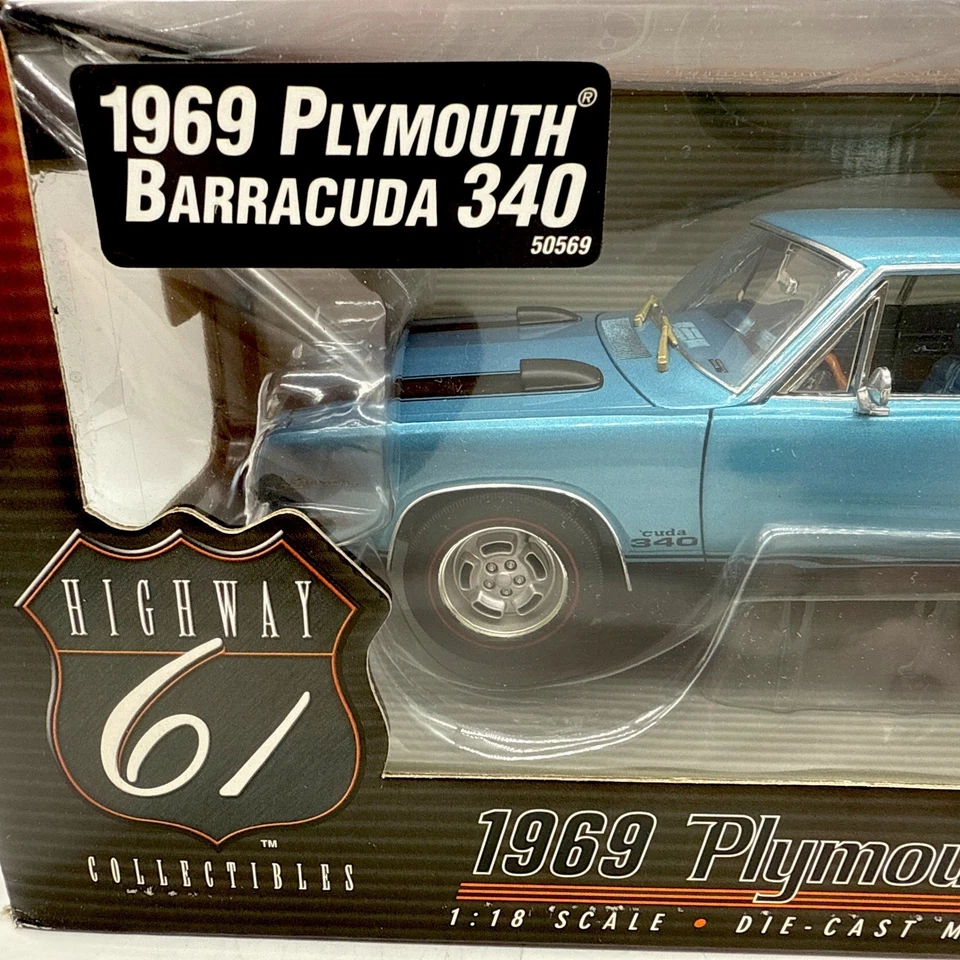 1969 PLYMOUTH®
BARRACUDA 340
50569
'cuda
340
HIGHWAY
61
™
COLLECTIBLES
1969 Plymou
1:18 SCALE • DIE-CAST M